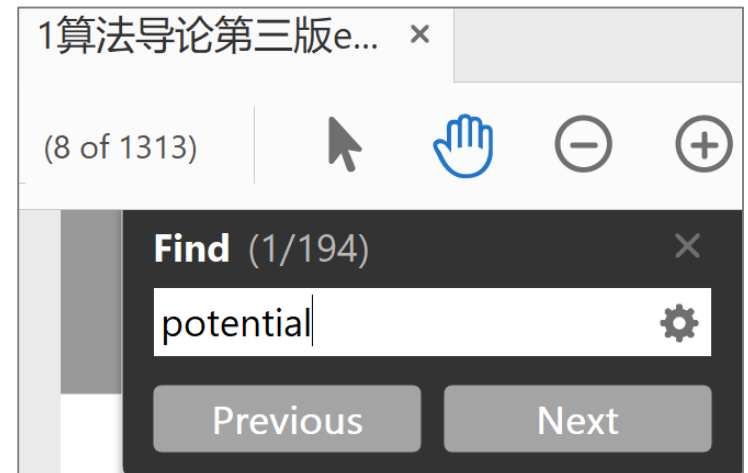 1算法导论第三版e...
(8 of 1313)
Find (1/194)
potential
Previous Next